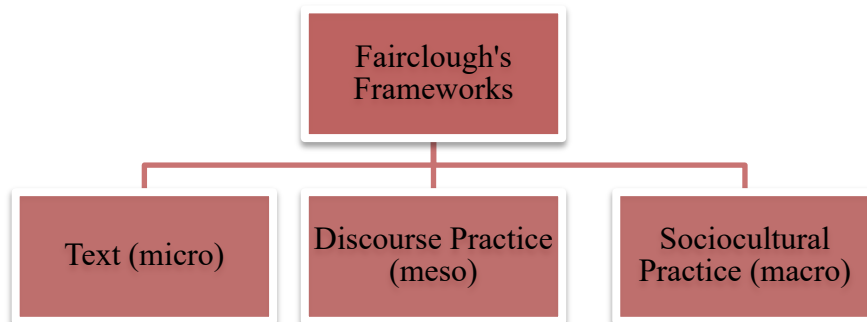 Fairclough's
Frameworks
Text (micro)
Discourse Practice
(meso)
Sociocultural
Practice (macro)